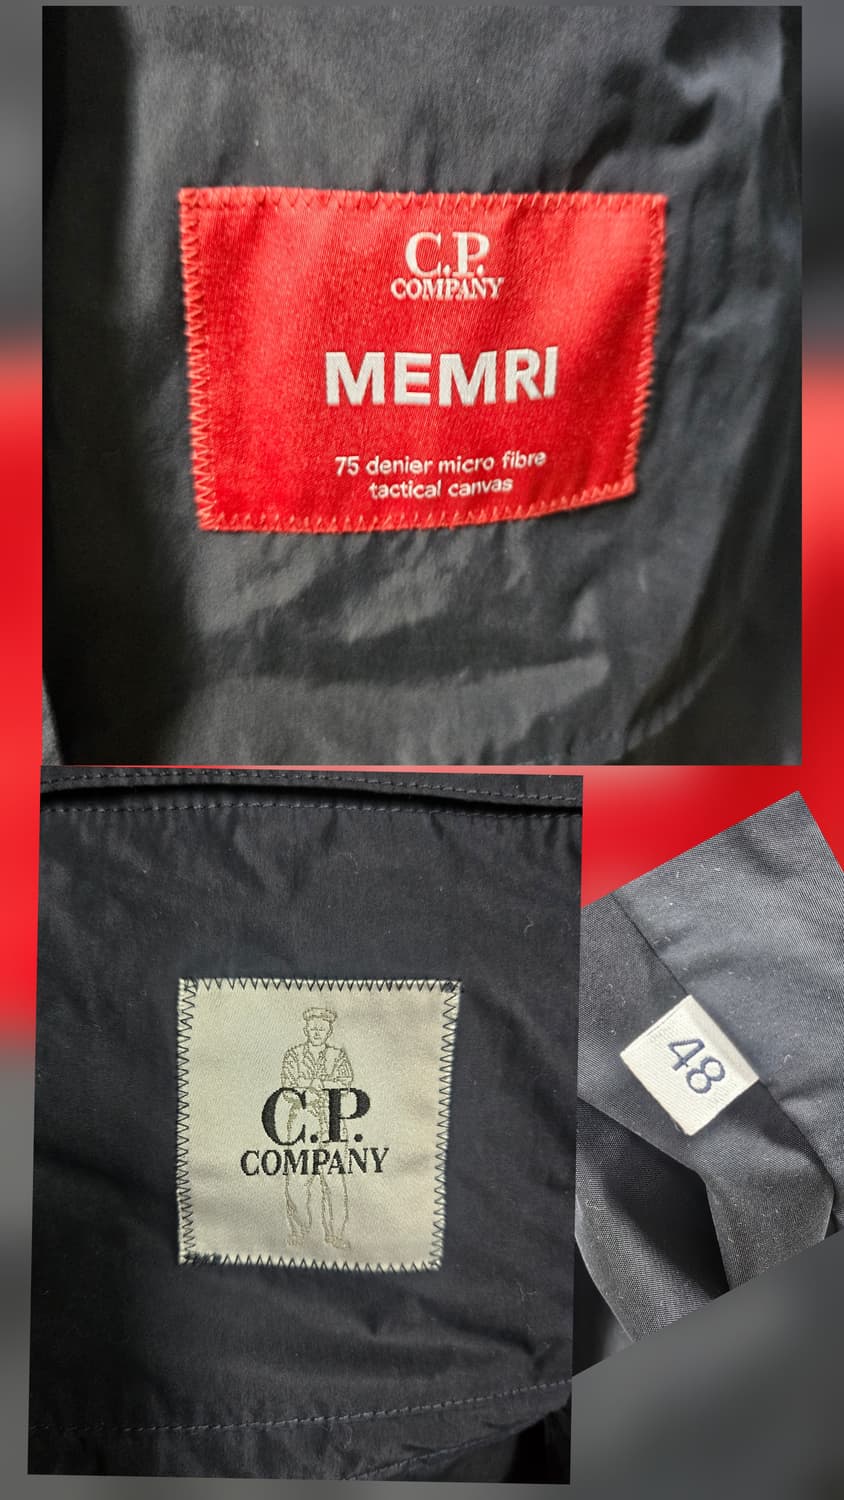 C.P.
COMPANY
MEMRI
75 denier micro fibre
tactical canvas
C.P.
COMPANY
48